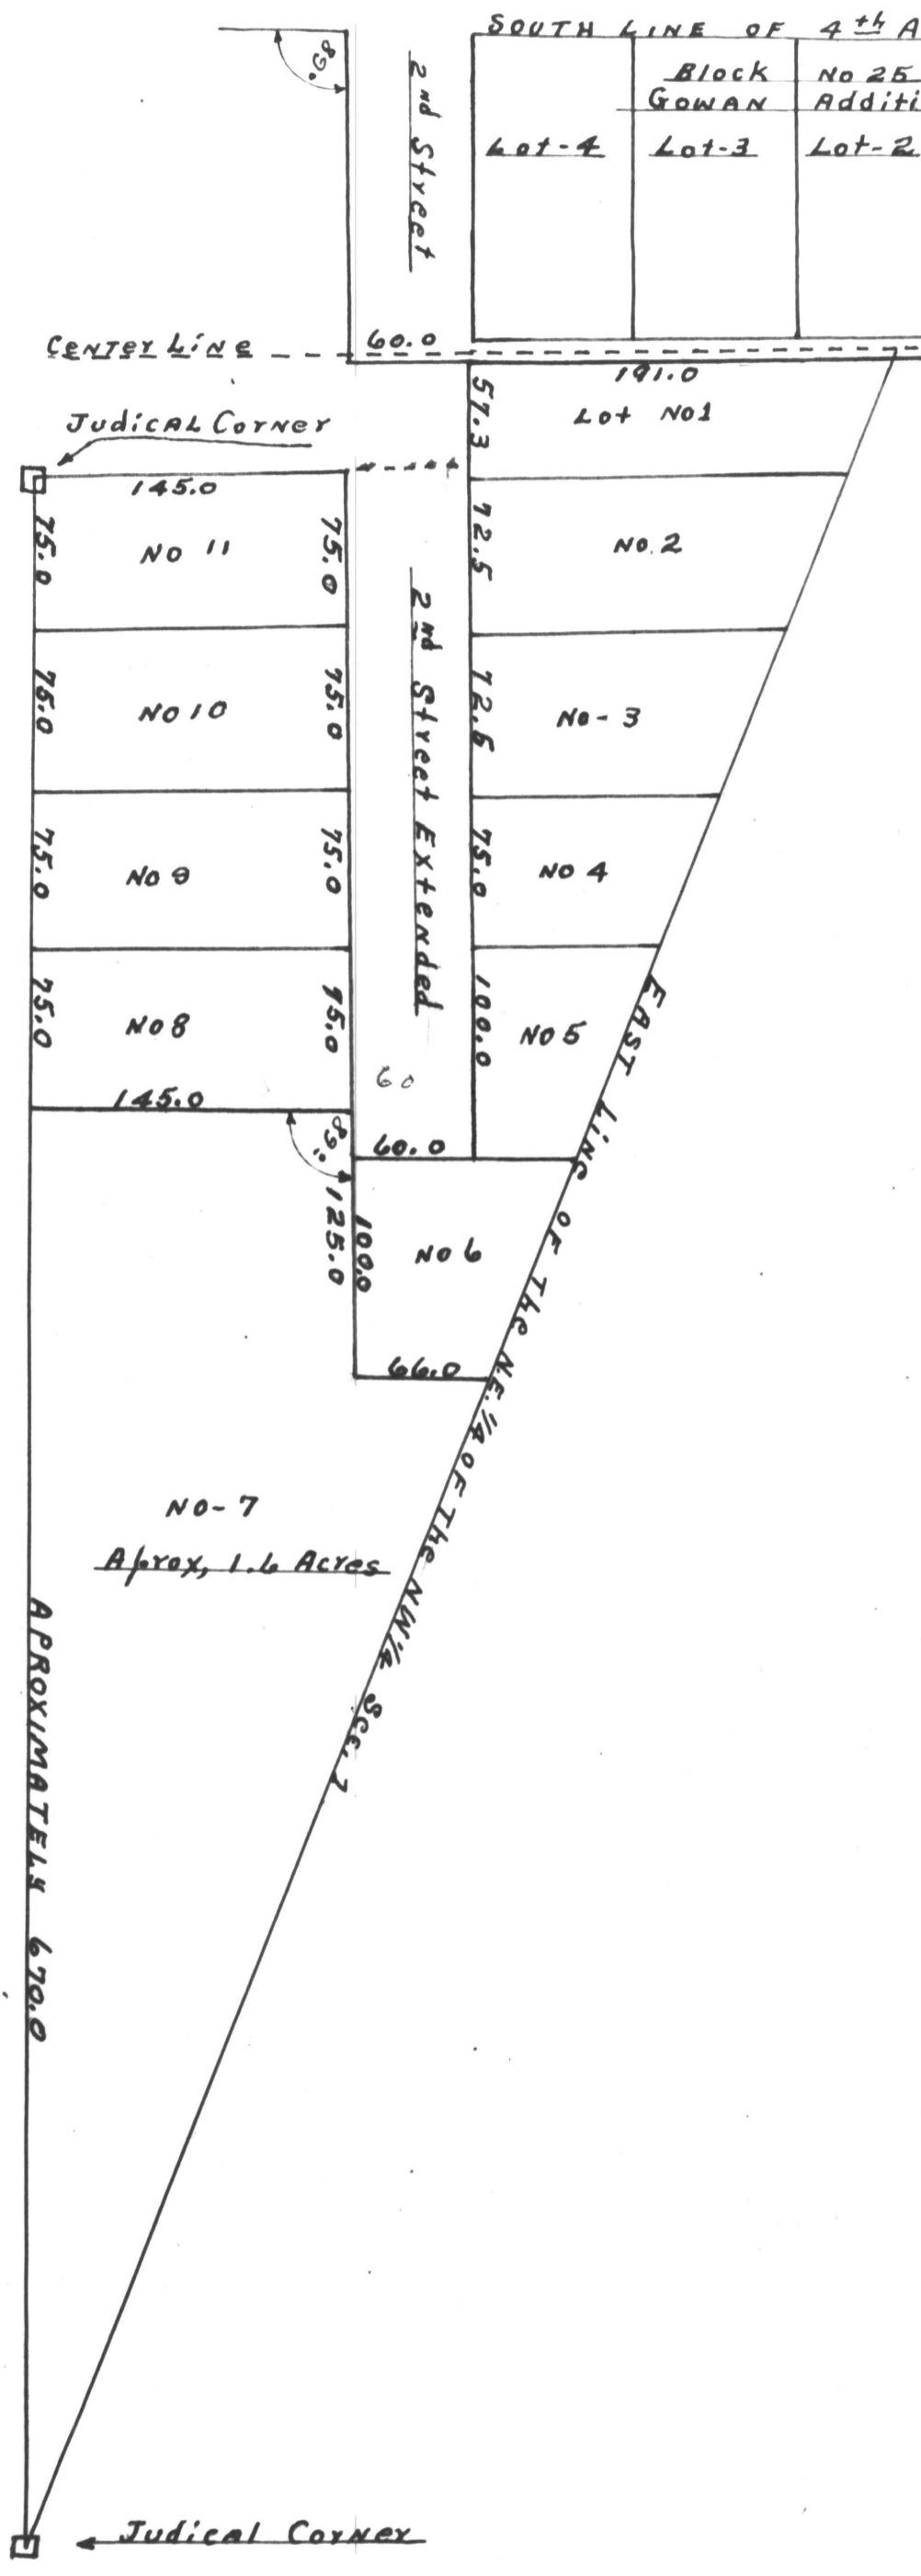 SOUTH LINE OF 4th A
89°
2nd Street
Block No 25
GOWAN Additi
Lot-4 Lot-3 Lot-2
CENTER LINE
60.0
191.0
57.3
Lot No1
Judical Corner
145.0
75.0
No 11
75.0
72.5
No. 2
2nd Street Extended
75.0
No 10
75.0
72.5
No-3
75.0
No 9
75.0
75.0
No 4
75.0
No 8
75.0
100.0
No 5
60
145.0
89°
60.0
125.0
100.0
No 6
66.0
EAST Line OF The N.E. 1/4 OF The NW 1/4 Sce. 7
No-7
Aprox, 1.6 Acres
APROXIMATELY 670.0
Judical Corner